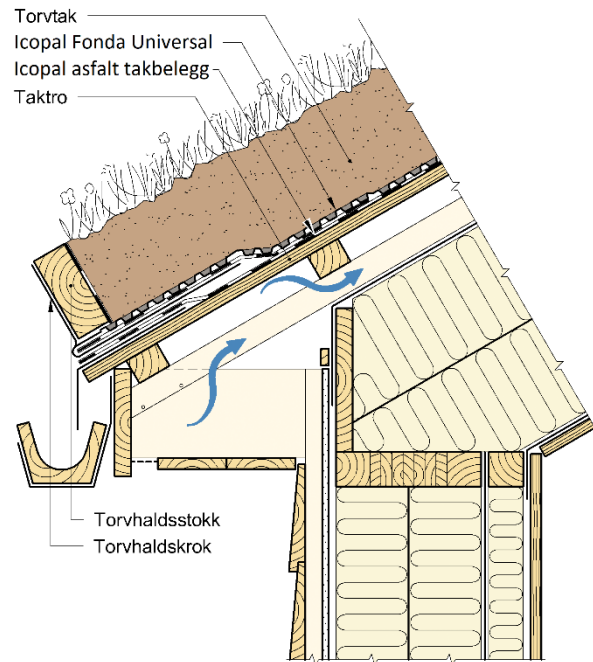 Torvtak
Icopal Fonda Universal
Icopal asfalt takbelegg
Taktro
Torvhaldsstokk
Torvhaldskrok